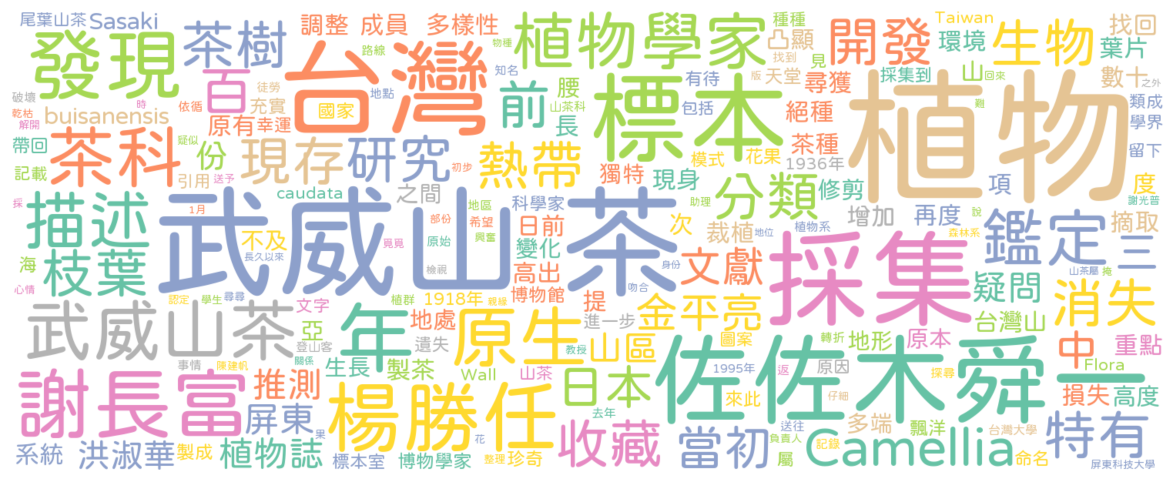 尾葉山茶 Sasaki 調整 成員 多樣性 植物學家 種種 Taiwan 找回
發現 茶樹 台灣 路線 物種 知名 凸顯 開發 環境 生物 葉片
找到 見 版 天堂 採集到 山 回來 數十 之外
破壞 百 徒勞 地點 前 腰 有待 尋獲 標本 植物
buisanensis 依循 充實 國家 山茶科 包括 絕種 類成
乾枯 時 解開 原有 幸運 長 茶種 學界
帶回 茶科 份 疑似 現存 研究 熱帶 獨特 模式 花果 1936年 齁 留下
記載 引用 送予 初步 現身 分類 修剪 項 度 謝光普
採 caudata 之間 地區 科學家 助理 增加 再度 說
描述 1月 武威山茶 部份 希望 日前 次 裁植 植物系 地位 森林系 摘取
不及 竟竟 原始 興奮 變化 文獻 採集 鑑定 三
枝葉 海 長久以來 檢視 高出 身份 疑問 山茶屬 掩
心情 認定 學生 尋尋 植群 1918年 親緣 博物館 提 吻合 消失
武威山茶 文字 亞 地處 進一步 金平亮一 台灣山
登山客 年 遺失 原生 山區 圖案 轉折 地形 原本 中 重點
事情 陳建帆 關係 生長 製茶 Wall 山茶 教授 1995年 返 原因 探尋 Flora
謝長富 推測 楊勝任 日本 佐佐木舜一 損失 高度
屏東 果 去年 來此 仔細 多端 飄洋 台灣大學 特有
系統 洪淑華 製成 植物誌 標本室 博物學家 花 整理 珍奇 收藏 當初 送往 負責人 記錄 屬 Camellia 命名 屏東科技大學